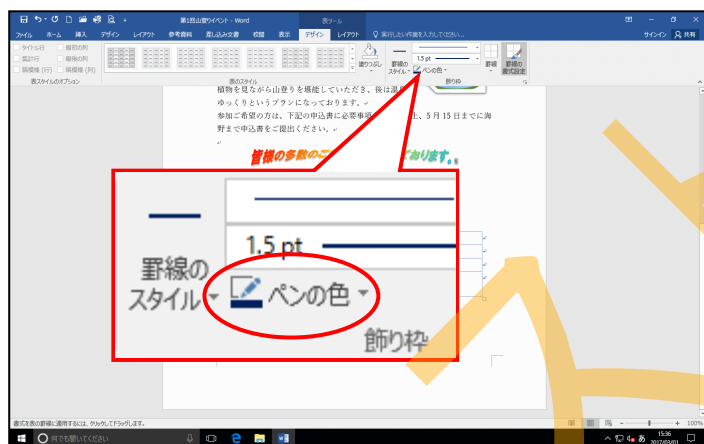 第1回山登りイベント - Word
表ツール
ファイル ホーム 挿入 デザイン レイアウト 参考資料 差し込み文書 校閲 表示 デザイン レイアウト 実行したい作業を入力してください... サインイン 共有
タイトル行 最初の列
集計行 最後の列
縞模様 (行) 縞模様 (列)
塗りつぶし
罫線の
スタイル
1.5 pt
ペンの色
罫線
罫線の
書式設定
表スタイルのオプション 表のスタイル 飾り枠
植物を見ながら山登りを堪能していただき、後は温
ゆっくりというプランになっております。
参加ご希望の方は、下記の申込書に必要事項 上、5 月 15 日までに海
野まで申込書をご提出ください。
皆様の多数のご ております。
罫線の
スタイル
1.5 pt
ペンの色
飾り枠
書式を表の罫線に適用するには、クリックしてドラッグします。
100%
何でも聞いてください
あ
15:36
2017/03/01